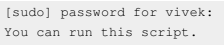 [sudo] password for vivek:
You can run this script.